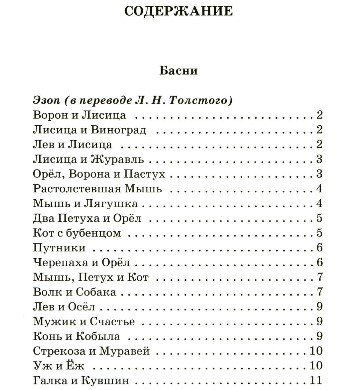 СОДЕРЖАНИЕ
Басни
Эзоп (в переводе Л. Н. Толстого)
Ворон и Лисица 2
Лисица и Виноград 2
Лев и Лисица 2
Лисица и Журавль 3
Орёл, Ворона и Пастух 3
Растолстевшая Мышь 4
Мышь и Лягушка 4
Два Петуха и Орёл 5
Кот с бубенцом 5
Путники 6
Черепаха и Орёл 6
Мышь, Петух и Кот 7
Волк и Собака 7
Лев и Осёл 9
Мужик и Счастье 9
Конь и Кобыла 9
Стрекоза и Муравей 10
Уж и Ёж 10
Галка и Кувшин 11